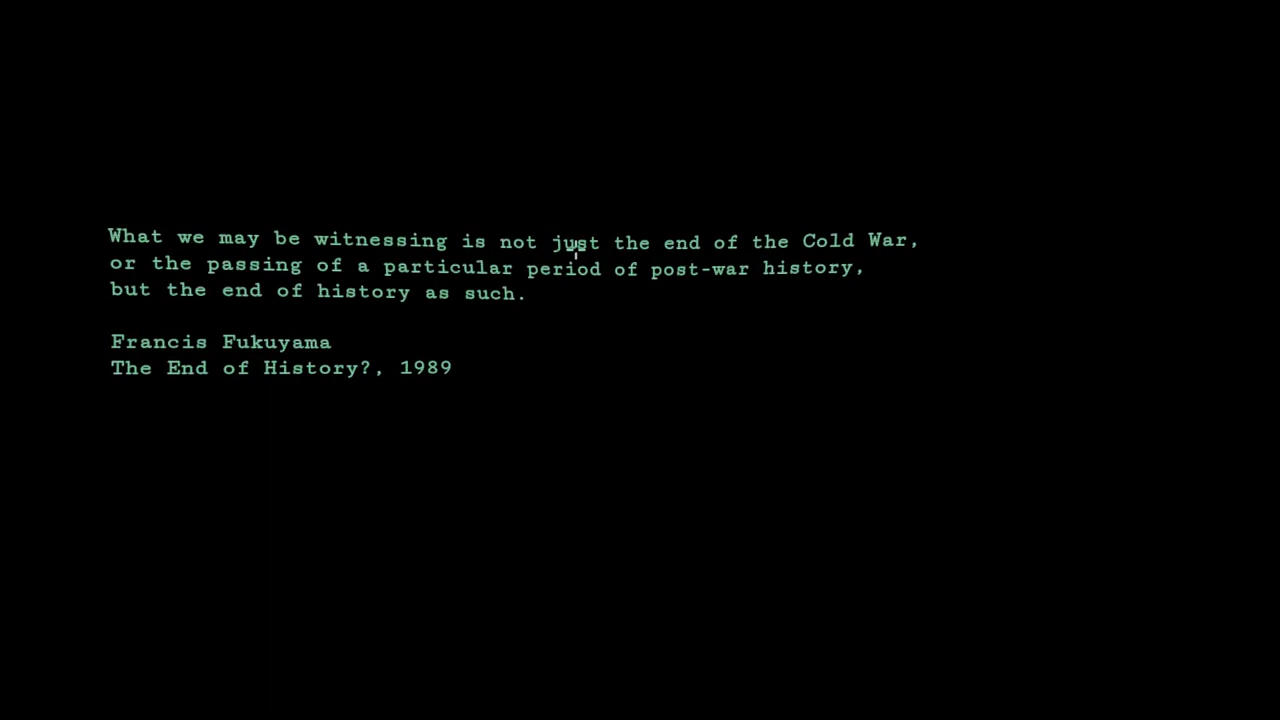 What we may be witnessing is not just the end of the Cold War,
or the passing of a particular period of post-war history,
but the end of history as such.
Francis Fukuyama
The End of History?, 1989